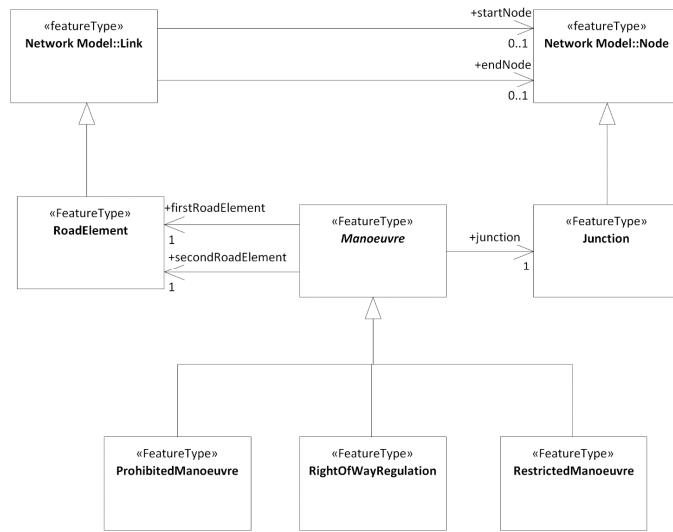 «featureType»
Network Model::Link
+startNode
0..1
+endNode
0..1
«featureType»
Network Model::Node
«FeatureType»
RoadElement
+firstRoadElement
1
+secondRoadElement
1
«FeatureType»
Manoeuvre
+junction
1
«FeatureType»
Junction
«FeatureType»
ProhibitedManoeuvre
«FeatureType»
RightOfWayRegulation
«FeatureType»
RestrictedManoeuvre